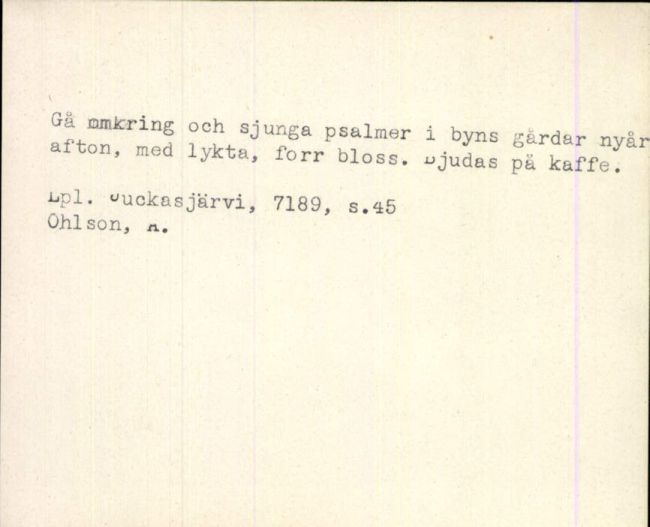 Gå omkring och sjunga psalmer i byns gårdar nyår
afton, med lykta, forr bloss. Bjudas på kaffe.
Lpl. Juckasjärvi, 7189, s.45
Ohlson, A.